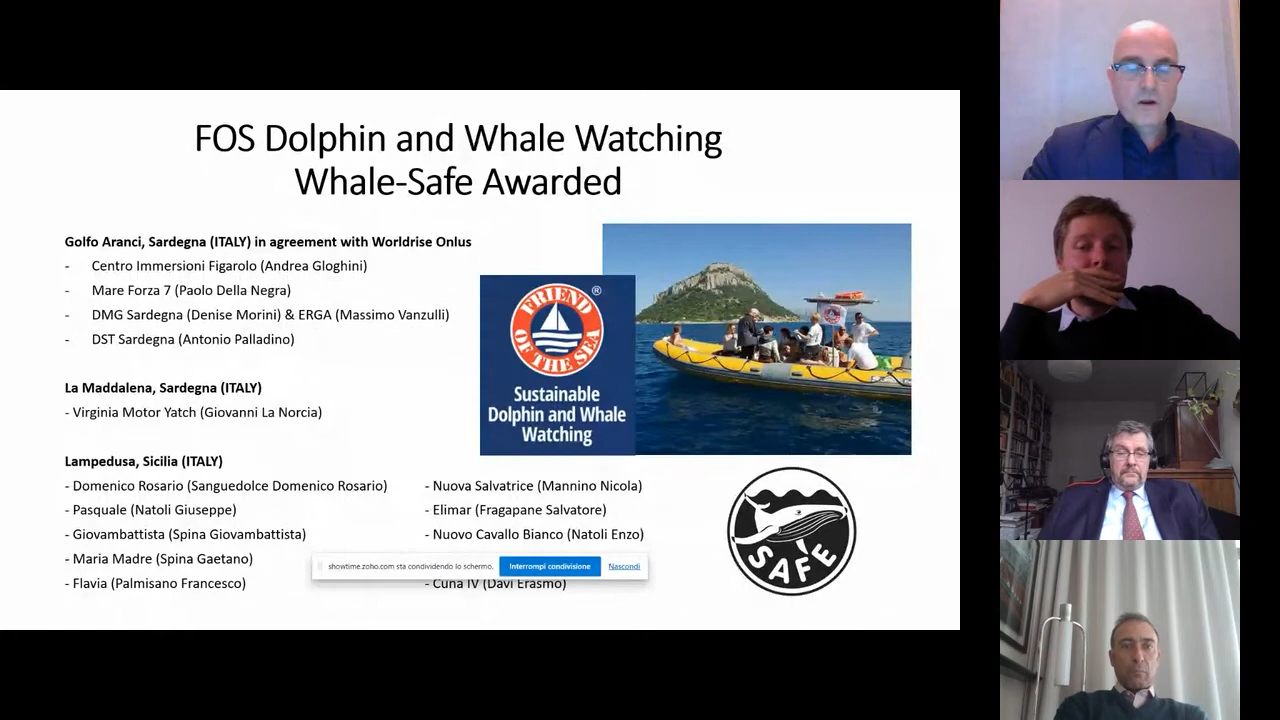 FOS Dolphin and Whale Watching
Whale-Safe Awarded
Golfo Aranci, Sardegna (ITALY) in agreement with Worldrise Onlus
- Centro Immersioni Figarolo (Andrea Gloghini)
- Mare Forza 7 (Paolo Della Negra)
- DMG Sardegna (Denise Morini) & ERGA (Massimo Vanzulli)
- DST Sardegna (Antonio Palladino)
La Maddalena, Sardegna (ITALY)
- Virginia Motor Yatch (Giovanni La Norcia)
Lampedusa, Sicilia (ITALY)
- Domenico Rosario (Sanguedolce Domenico Rosario)
- Pasquale (Natoli Giuseppe)
- Giovambattista (Spina Giovambattista)
- Maria Madre (Spina Gaetano)
- Flavia (Palmisano Francesco)
- Nuova Salvatrice (Mannino Nicola)
- Elimar (Fragapane Salvatore)
- Nuovo Cavallo Bianco (Natoli Enzo)
- Cuna IV (Davi Erasmo)
FRIEND
OF THE SEA
®
Sustainable
Dolphin and Whale
Watching
SAFE
showtime.zoho.com sta condividendo lo schermo.
Interrompi condivisione
Nascondi